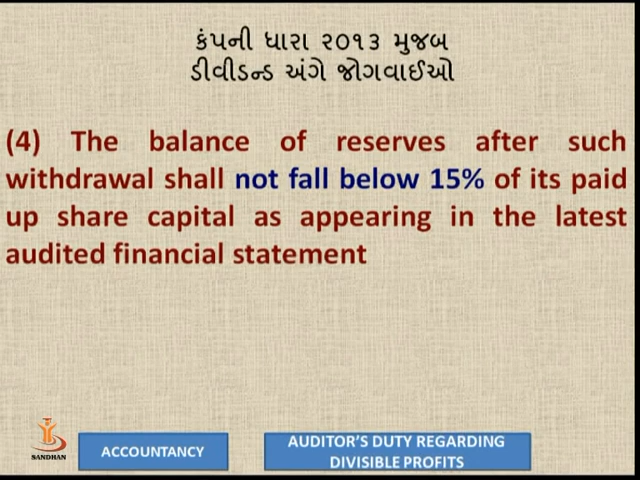 કંપની ધારા ૨૦૧૩ મુજબ
ડીવીડન્ડ અંગે જોગવાઈઓ
(4) The balance of reserves after such
withdrawal shall not fall below 15% of its paid
up share capital as appearing in the latest
audited financial statement
SANDHAN
ACCOUNTANCY
AUDITOR'S DUTY REGARDING
DIVISIBLE PROFITS